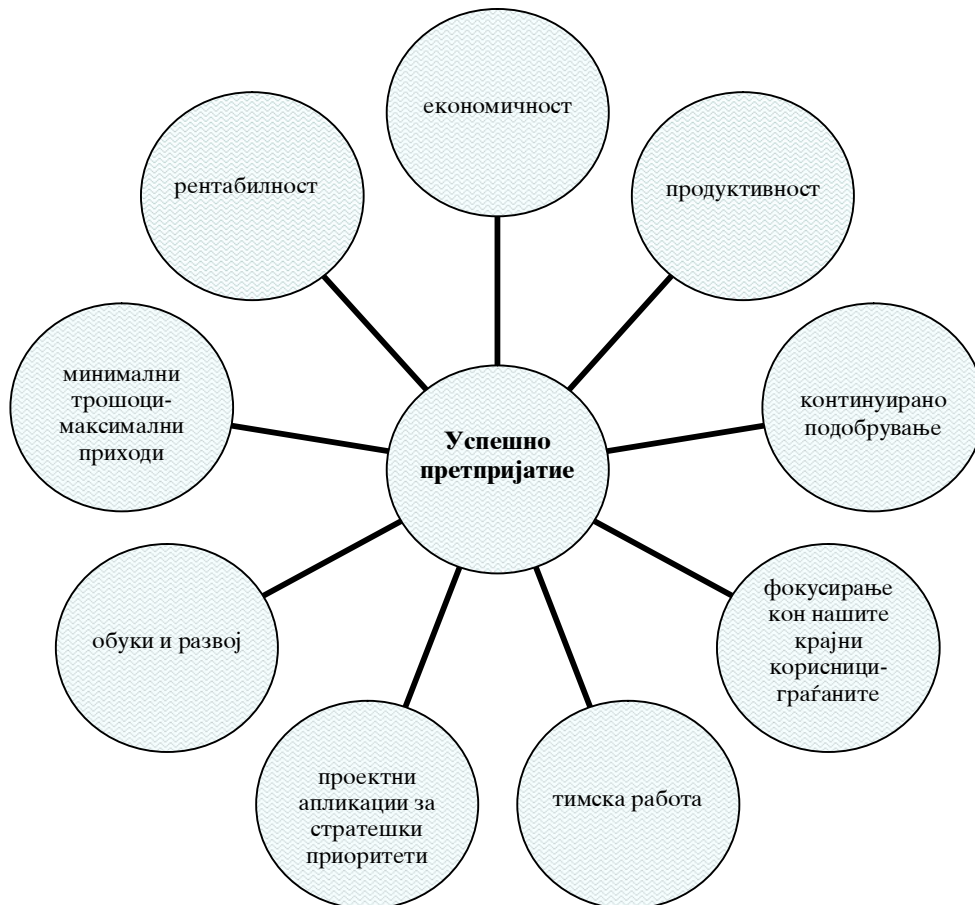 економичност
рентабилност
продуктивност
минимални
трошоци-
максимални
приходи
континуирано
подобрување
Успешно
претпријатие
обуки и развој
фокусирање
кон нашите
крајни
корисници-
граѓаните
проектни
апликации за
стратешки
приоритети
тимска работа